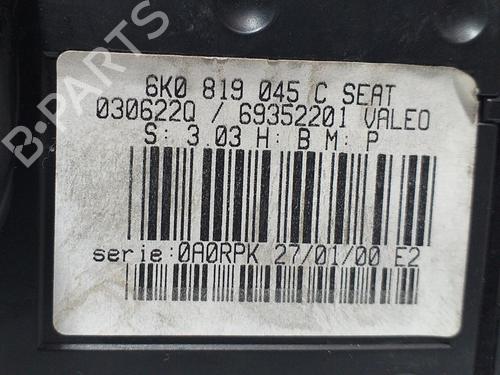 6K0 819 045 C SEAT
030622Q / 69352201 VALEO
S: 3.03 H: B M: P
serie:0A0RPK 27/01/00 E2
B PARTS